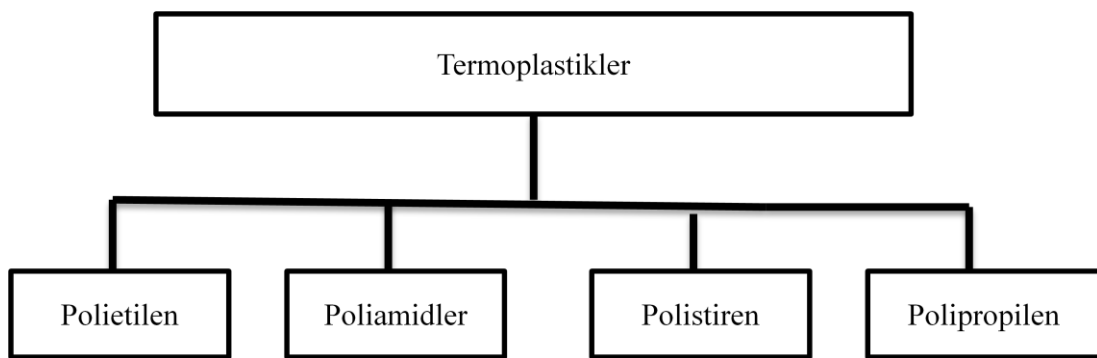 Termoplastikler
Polietilen
Poliamidler
Polistiren
Polipropilen